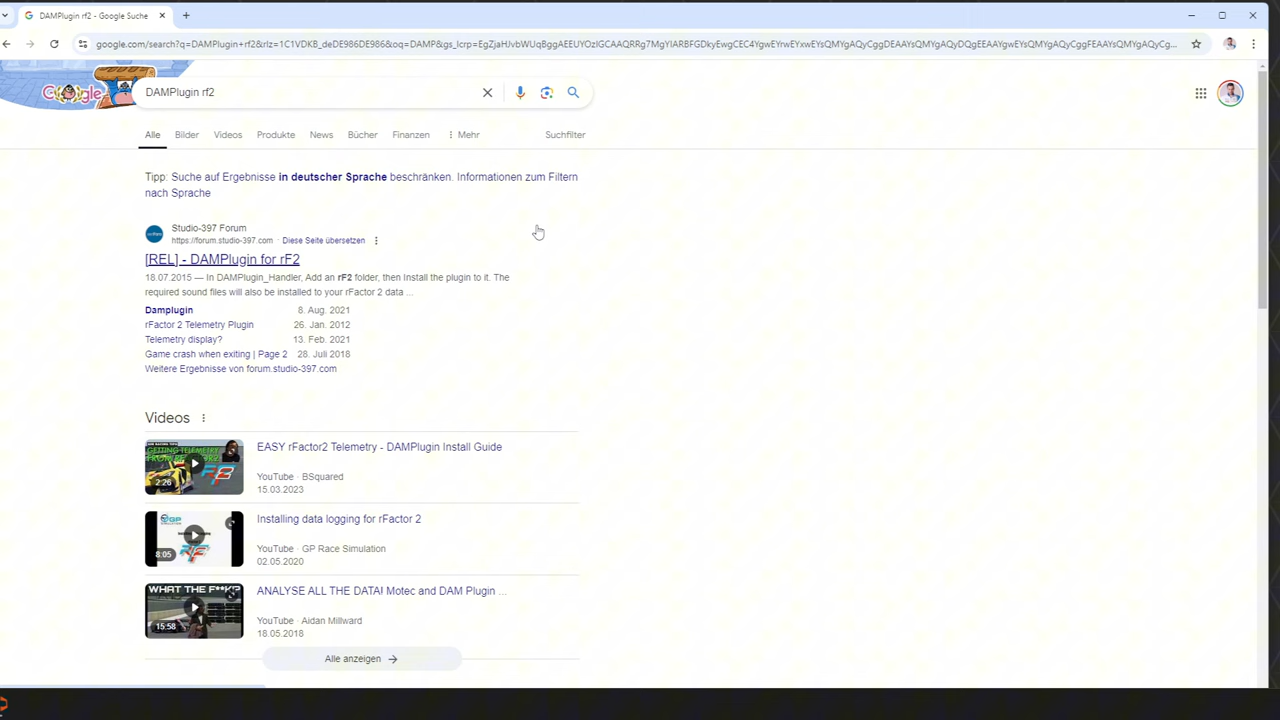 DAMPlugin rf2 - Google Suche
google.com/search?q=DAMPlugin+rf2&rlz=1C1VDKB_deDE986DE986&oq=DAMP&gs_lcrp=
Google
DAMPlugin rf2
Alle
Bilder
Videos
Produkte
News
Bücher
Finanzen
Mehr
Suchfilter
Tipp: Suche auf Ergebnisse in deutscher Sprache beschränken. Informationen zum Filtern
nach Sprache
Studio-397 Forum
https://forum.studio-397.com · Diese Seite übersetzen
[REL] - DAMPlugin for rF2
18.07.2015 — In DAMPlugin_Handler, Add an rF2 folder, then Install the plugin to it. The
required sound files will also be installed to your rFactor 2 data ...
Damplugin 8. Aug. 2021
rFactor 2 Telemetry Plugin 26. Jan. 2012
Telemetry display? 13. Feb. 2021
Game crash when exiting | Page 2 28. Juli 2018
Weitere Ergebnisse von forum.studio-397.com
Videos
EASY rFactor2 Telemetry - DAMPlugin Install Guide
YouTube · BSquared
15.03.2023
2:26
Installing data logging for rFactor 2
YouTube · GP Race Simulation
02.05.2020
8:05
ANALYSE ALL THE DATA! Motec and DAM Plugin ...
YouTube · Aidan Millward
18.05.2018
WHAT THE F**K?
15:58
Alle anzeigen